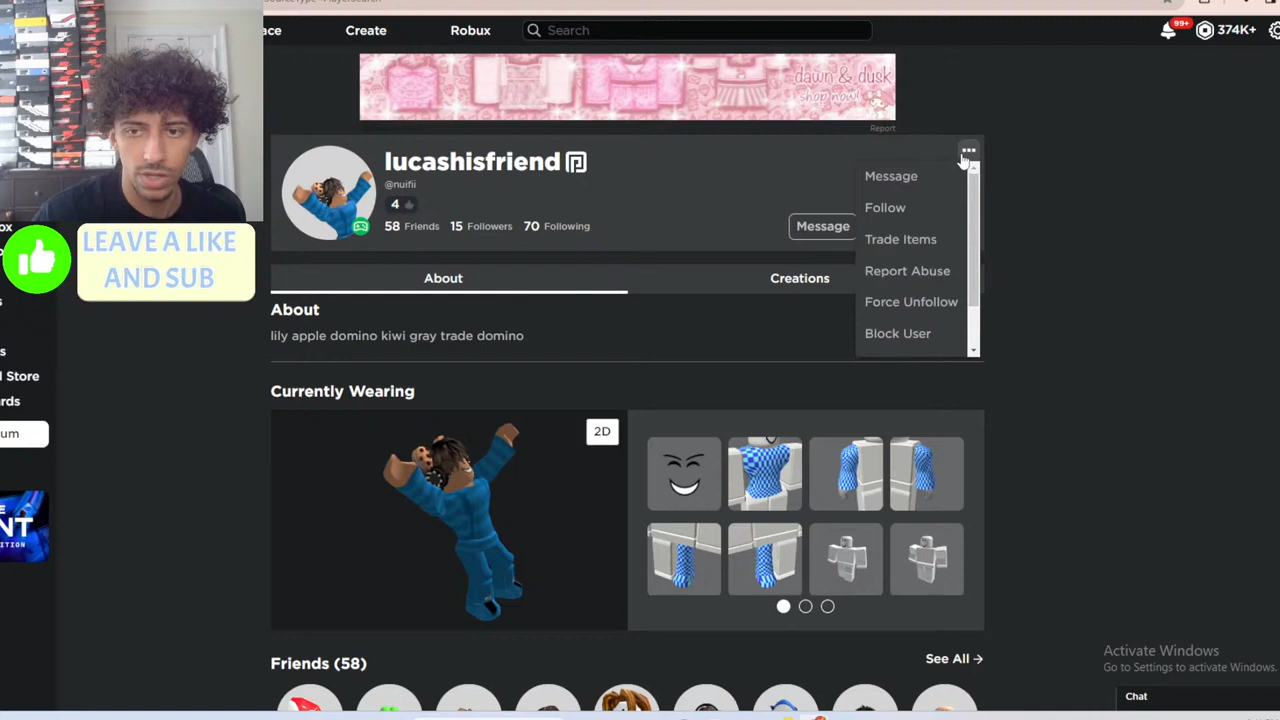 ace
Create
Robux
Search
99+
374K+
dawn & dusk
shop now!
Report
lucashisfriend
@nuifii
4
58 Friends
15 Followers
70 Following
Message
Message
Follow
Trade Items
Report Abuse
Force Unfollow
Block User
LEAVE A LIKE
AND SUB
About
Creations
About
lily apple domino kiwi gray trade domino
ox
s
s
l Store
rds
um
Currently Wearing
2D
E
NT
ITION
Friends (58)
See All
Activate Windows
Go to Settings to activate Windows.
Chat